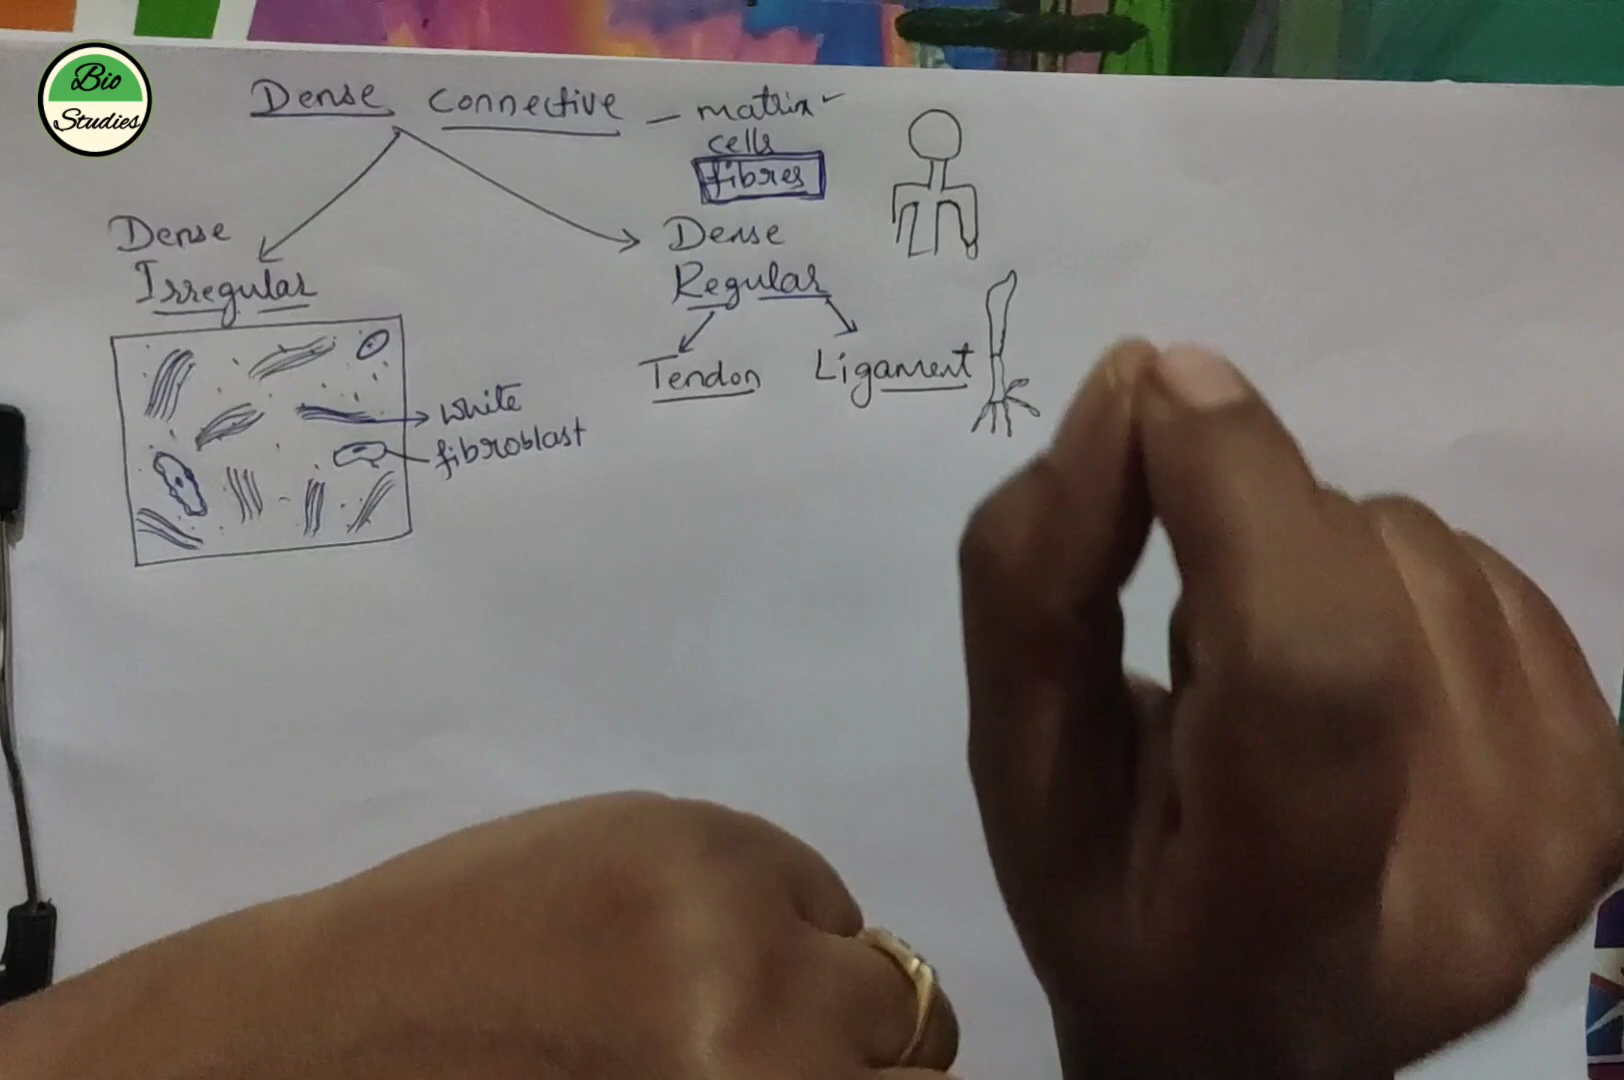 Bio
Studies
Dense Connective - matrix
cells
fibres
Dense
Irregular
Dense
Regular
Tendon
Ligament
white
fibroblast